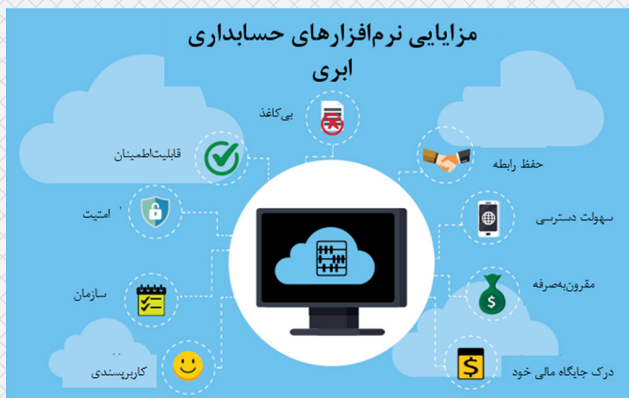 مزایایی نرم‌افزارهای حسابداری
ابری
بی‌کاغذ
حفظ رابطه
قابلیت‌اطمینان
سهولت دسترسی
امنیت
مقرون‌به‌صرفه
سازمان
درک جایگاه مالی خود
کاربرپسندی
$
$